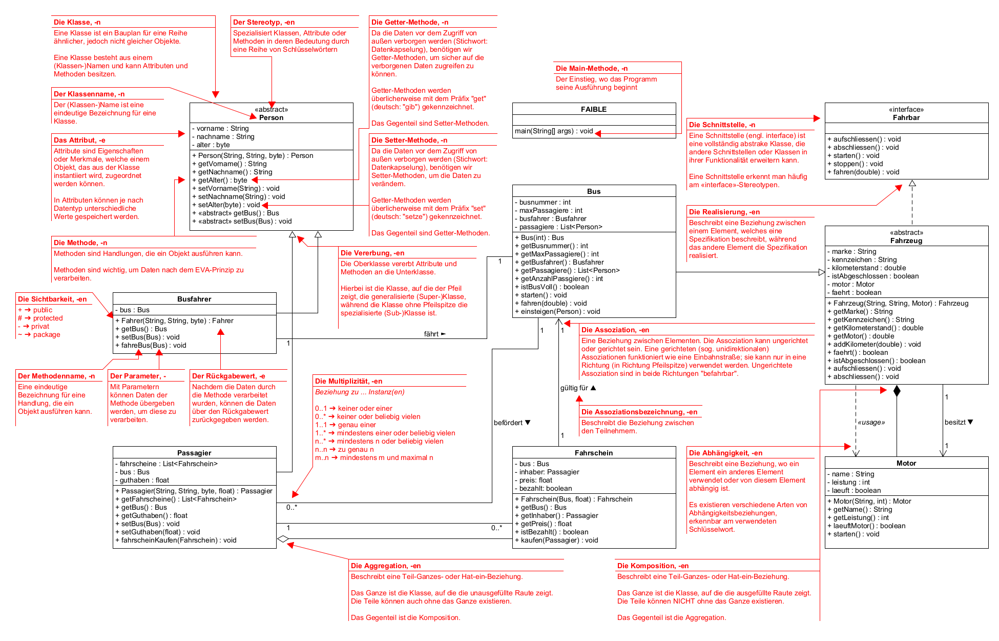 Die Klasse, -n
Eine Klasse ist ein Bauplan für eine Reihe
ähnlicher, jedoch nicht gleicher Objekte.
Eine Klasse besteht aus einem
(Klassen-)Namen und kann Attributen und
Methoden besitzen.
Der Stereotyp, -en
Spezialisiert Klassen, Attribute oder
Methoden in deren Bedeutung durch
eine Reihe von Schlüsselwörtern
Die Getter-Methode, -n
Da die Daten vor dem Zugriff von
außen verborgen werden (Stichwort:
Datenkapselung), benötigen wir
Getter-Methoden, um sicher auf die
verborgenen Daten zugreifen zu
können.
Getter-Methoden werden
überlicherweise mit dem Präfix "get"
(deutsch: "gib") gekennzeichnet.
Das Gegenteil sind Setter-Methoden.
Die Main-Methode, -n
Der Einstieg, wo das Programm
seine Ausführung beginnt
Der Klassenname, -n
Der (Klassen-)Name ist eine
eindeutige Bezeichnung für eine
Klasse.
«abstract»
Person
- vorname : String
- nachname : String
- alter : byte
+ Person(String, String, byte) : Person
+ getVorname() : String
+ getNachname() : String
+ getAlter() : byte
+ setVorname(String) : void
+ setNachname(String) : void
+ setAlter(byte) : void
+ «abstract» getBus() : Bus
+ «abstract» setBus(Bus) : void
FAIBLE
main(String[] args) : void
Die Schnittstelle, -n
Eine Schnittstelle (engl. interface) ist
eine vollständig abstrake Klasse, die
andere Schnittstellen oder Klassen in
ihrer Funktionalität erweitern kann.
Eine Schnittstelle erkennt man häufig
am «interface»-Stereotypen.
«interface»
Fahrbar
+ aufschliessen() : void
+ abschliessen() : void
+ starten() : void
+ stoppen() : void
+ fahren(double) : void
Das Attribut, -e
Attribute sind Eigenschaften
oder Merkmale, welche einem
Objekt, das aus der Klasse
instantiiert wird, zugeordnet
werden können.
In Attributen können je nach
Datentyp unterschiedliche
Werte gespeichert werden.
Die Setter-Methode, -n
Da die Daten vor dem Zugriff von
außen verborgen werden (Stichwort:
Datenkapselung), benötigen wir
Setter-Methoden, um die Daten zu
verändern.
Getter-Methoden werden
überlicherweise mit dem Präfix "set"
(deutsch: "setze") gekennzeichnet.
Das Gegenteil sind Getter-Methoden.
Bus
- busnummer : int
- maxPassagiere : int
- busfahrer : Busfahrer
- passagiere : List<Person>
+ Bus(int) : Bus
+ getBusnummer() : int
+ getMaxPassagiere() : int
+ getBusfahrer() : Busfahrer
+ getPassagiere() : List<Person>
+ getAnzahlPassgiere() : int
+ istBusVoll() : boolean
+ starten() : void
+ fahren(double) : void
+ einsteigen(Person) : void
Die Realisierung, -en
Beschreibt eine Beziehung zwischen
einem Element, welches eine
Spezifikation beschreibt, während
das andere Element die Spezifikation
realisiert.
«abstract»
Fahrzeug
- marke : String
- kennzeichen : String
- kilometerstand : double
- istAbgeschlossen : boolean
- motor : Motor
- faehrt : boolean
+ Fahrzeug(String, String, Motor) : Fahrzeug
+ getMarke() : String
+ getKennzeichen() : String
+ getKilometerstand() : double
+ getMotor() : double
+ addKilometer(double) : void
+ faehrt() : boolean
+ istAbgeschlossen() : boolean
+ aufschliessen() : void
+ abschliessen() : void
Die Methode, -n
Methoden sind Handlungen, die ein Objekt ausführen kann.
Methoden sind wichtig, um Daten nach dem EVA-Prinzip zu
verarbeiten.
Die Vererbung, -en
Die Oberklasse vererbt Attribute und
Methoden an die Unterklasse.
Hierbei ist die Klasse, auf die der Pfeil
zeigt, die generalisierte (Super-)Klasse,
während die Klasse ohne Pfeilspitze die
spezialisierte (Sub-)Klasse ist.
1
Die Sichtbarkeit, -en
+ ➔ public
# ➔ protected
- ➔ privat
~ ➔ package
Busfahrer
- bus : Bus
+ Fahrer(String, String, byte) : Fahrer
+ getBus() : Bus
+ setBus(Bus) : void
+ fahreBus(Bus) : void
1
fährt ►
1
1
Die Assoziation, -en
Eine Beziehung zwischen Elementen. Die Assoziation kann ungerichtet
oder gerichtet sein. Eine gerichteten (sog. unidirektionalen)
Assoziationen funktioniert wie eine Einbahnstraße; sie kann nur in eine
Richtung (in Richtung Pfeilspitze) verwendet werden. Ungerichtete
Assoziation sind in beide Richtungen "befahrbar".
Der Methodenname, -n
Eine eindeutige
Bezeichnung für eine
Handlung, die ein
Objekt ausführen kann.
Der Parameter, -
Mit Parametern
können Daten der
Methode übergeben
werden, um diese zu
verarbeiten.
Der Rückgabewert, -e
Nachdem die Daten durch
die Methode verarbeitet
wurden, können die Daten
über den Rückgabewert
zurückgegeben werden.
Die Multiplizität, -en
Beziehung zu ... Instanz(en)
0..1 ➔ keiner oder einer
0..* ➔ keiner oder beliebig vielen
1..1 ➔ genau einer
1..* ➔ mindestens einer oder beliebig vielen
n..* ➔ mindestens n oder beliebig vielen
n..n ➔ zu genau n
m..n ➔ mindestens m und maximal n
gültig für ▲
Die Assoziationsbezeichnung, -en
Beschreibt die Beziehung zwischen
den Teilnehmern.
befördert ▼
1
1
«usage»
besitzt ▼
1
Passagier
- fahrscheine : List<Fahrschein>
- bus : Bus
- guthaben : float
+ Passagier(String, String, byte, float) : Passagier
+ getFahrscheine() : List<Fahrschein>
+ getBus() : Bus
+ getGuthaben() : float
+ setBus(Bus) : void
+ setGuthaben(float) : void
+ fahrscheinKaufen(Fahrschein) : void
0..*
1
0..*
Fahrschein
- bus : Bus
- inhaber: Passagier
- preis: float
- bezahlt: boolean
+ Fahrschein(Bus, float) : Fahrschein
+ getBus() : Bus
+ getInhaber() : Passagier
+ getPreis() : float
+ istBezahlt() : boolean
+ kaufen(Passagier) : void
Die Abhängigkeit, -en
Beschreibt eine Beziehung, wo ein
Element ein anderes Element
verwendet oder von diesem Element
abhängig ist.
Es existieren verschiedene Arten von
Abhängigkeitsbeziehungen,
erkennbar am verwendeten
Schlüsselwort.
Motor
- name : String
- leistung : int
- laeuft : boolean
+ Motor(String, int) : Motor
+ getName() : String
+ getLeistung() : int
+ laeuftMotor() : boolean
+ starten() : void
Die Aggregation, -en
Beschreibt eine Teil-Ganzes- oder Hat-ein-Beziehung.
Das Ganze ist die Klasse, auf die die unausgefüllte Raute zeigt.
Die Teile können auch ohne das Ganze existieren.
Das Gegenteil ist die Komposition.
Die Komposition, -en
Beschreibt eine Teil-Ganzes- oder Hat-ein-Beziehung.
Das Ganze ist die Klasse, auf die die ausgefüllte Raute zeigt.
Die Teile können NICHT ohne das Ganze existieren.
Das Gegenteil ist die Aggregation.